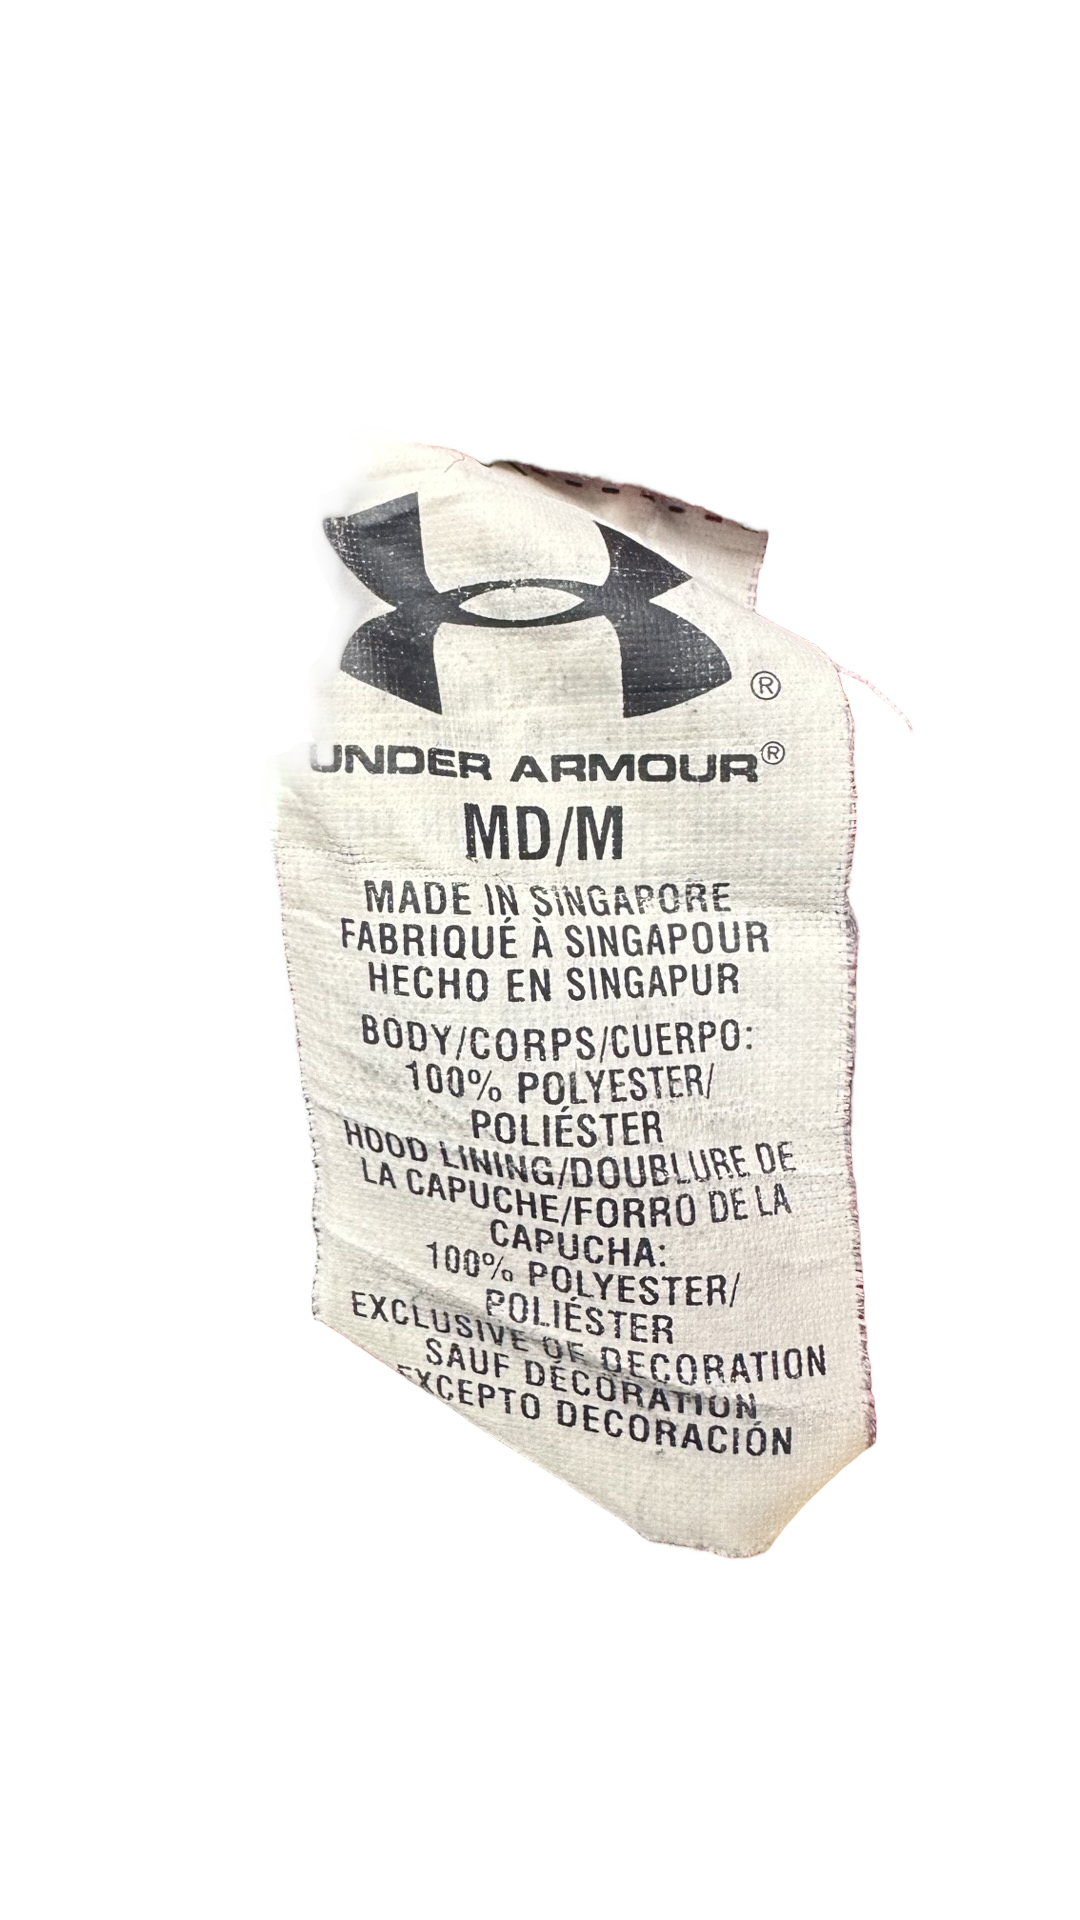 ®
UNDER ARMOUR®
MD/M
MADE IN SINGAPORE
FABRIQUÉ À SINGAPOUR
HECHO EN SINGAPUR
BODY/CORPS/CUERPO:
100% POLYESTER/
POLIÉSTER
HOOD LINING/DOUBLURE DE
LA CAPUCHE/FORRO DE LA
CAPUCHA:
100% POLYESTER/
POLIÉSTER
EXCLUSIVE OF DECORATION
SAUF DÉCORATION
EXCEPTO DECORACIÓN